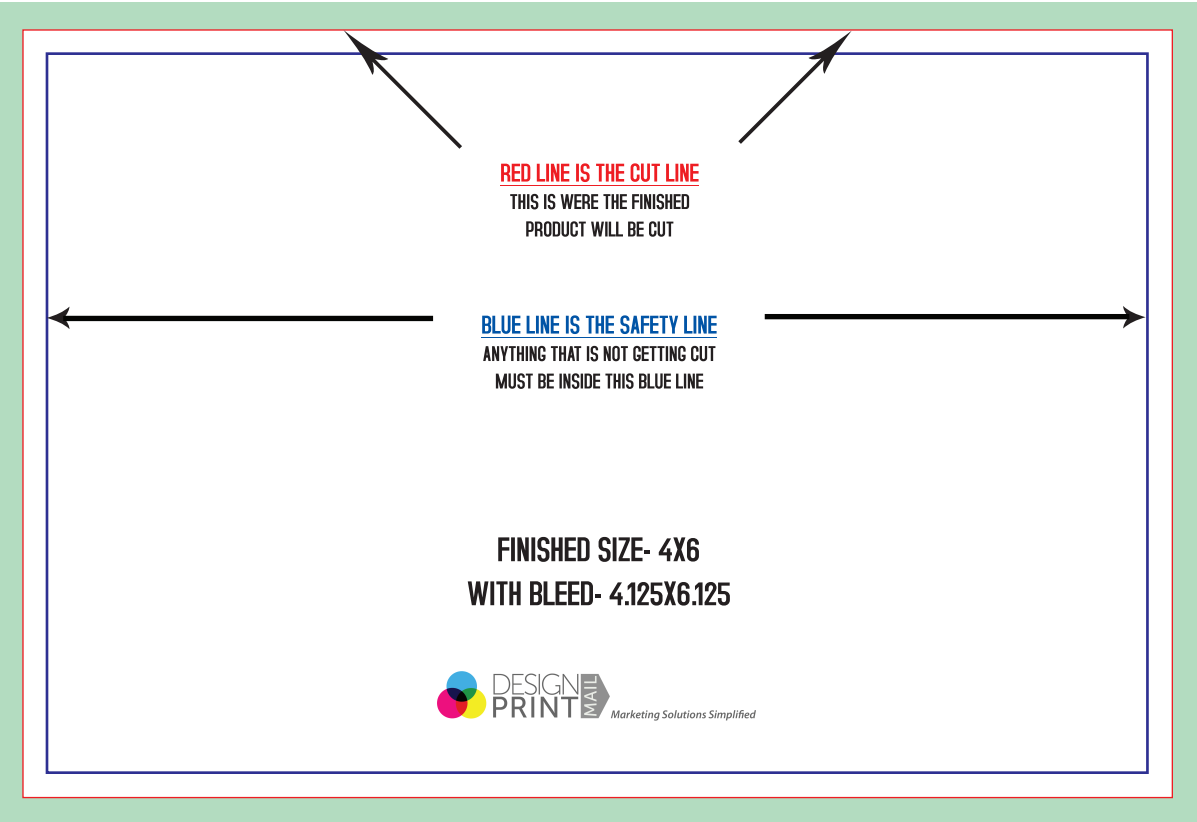 RED LINE IS THE CUT LINE
THIS IS WERE THE FINISHED
PRODUCT WILL BE CUT
BLUE LINE IS THE SAFETY LINE
ANYTHING THAT IS NOT GETTING CUT
MUST BE INSIDE THIS BLUE LINE
FINISHED SIZE- 4X6
WITH BLEED- 4.125X6.125
DESIGN
PRINT
MAIL
Marketing Solutions Simplified